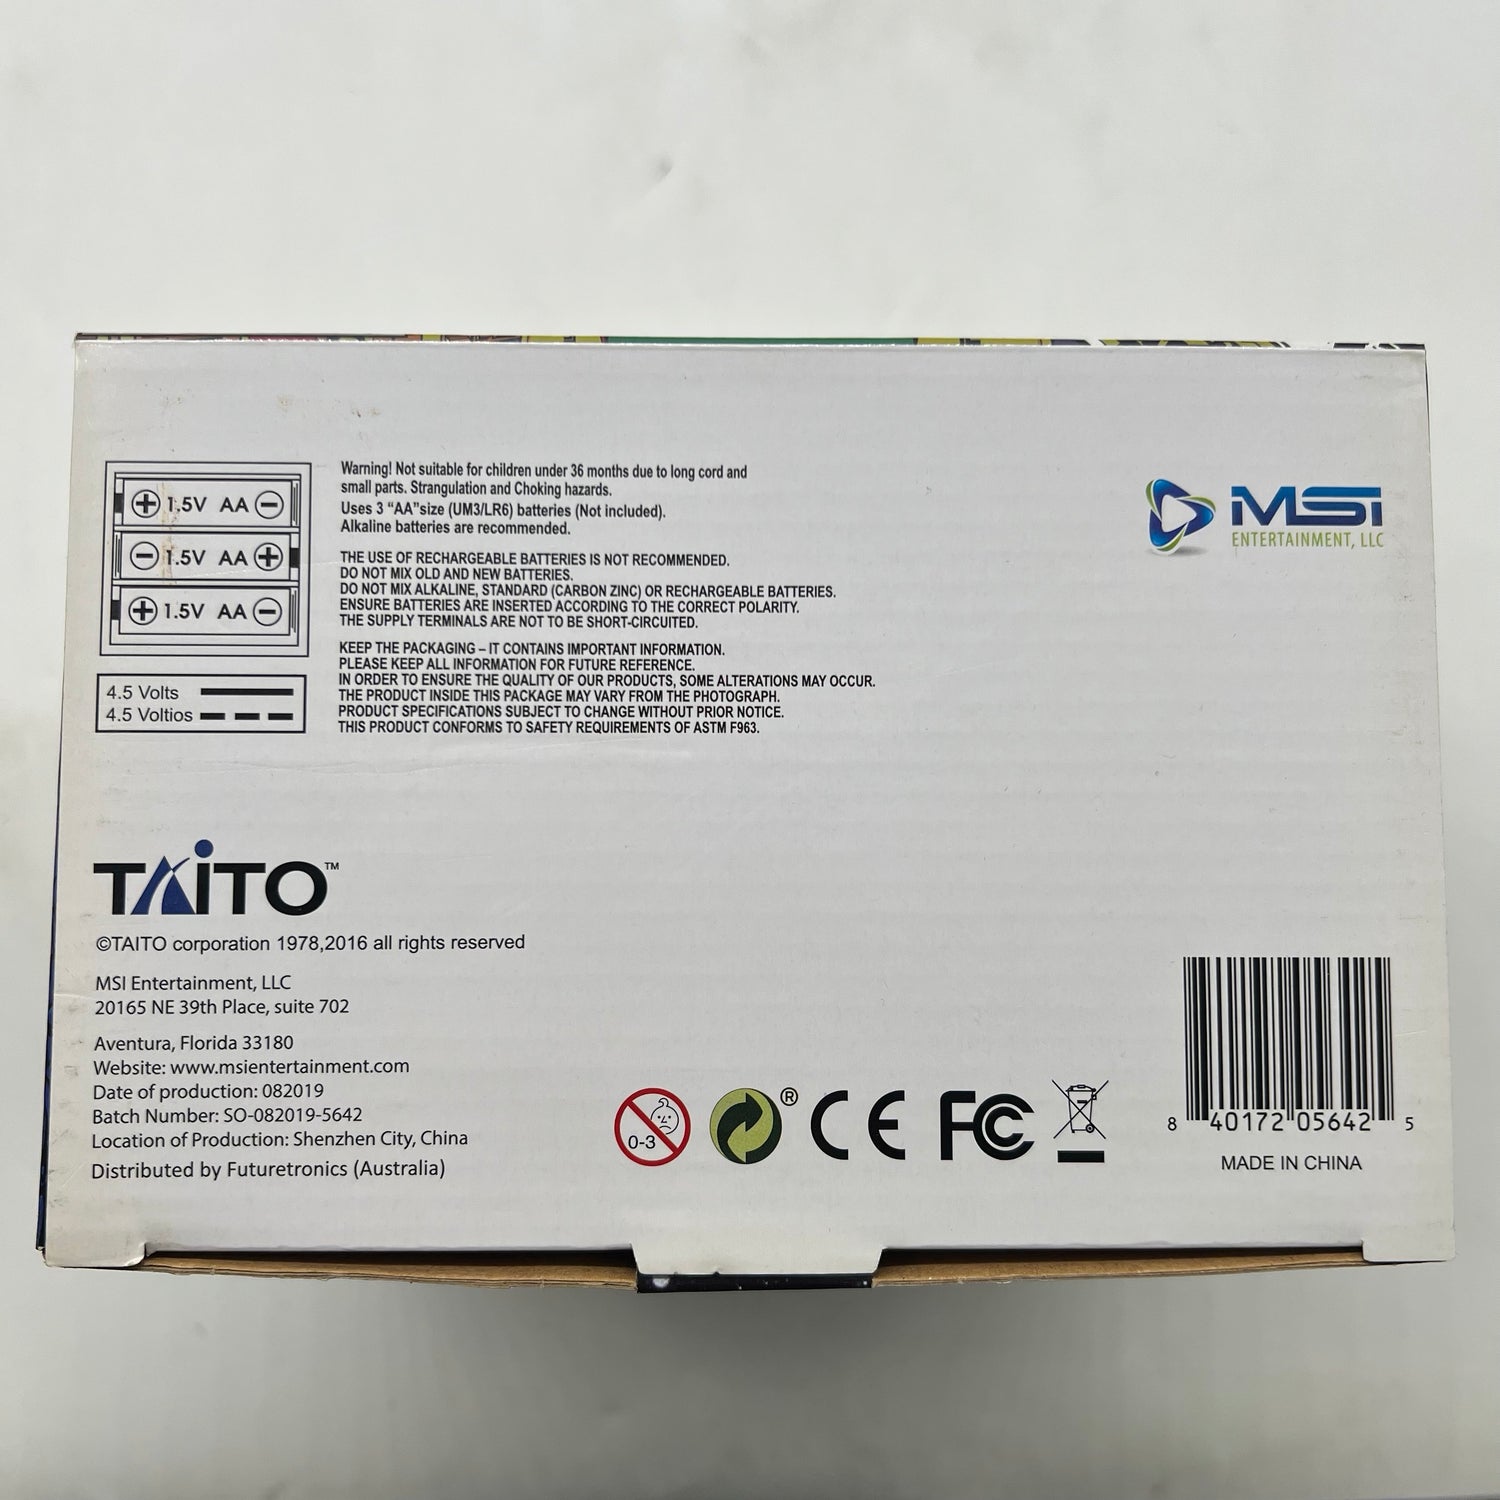 1.5V AA
1.5V AA
1.5V AA
4.5 Volts
4.5 Voltios
Warning! Not suitable for children under 36 months due to long cord and
small parts. Strangulation and Choking hazards.
Uses 3 “AA”size (UM3/LR6) batteries (Not included).
Alkaline batteries are recommended.
THE USE OF RECHARGEABLE BATTERIES IS NOT RECOMMENDED.
DO NOT MIX OLD AND NEW BATTERIES.
DO NOT MIX ALKALINE, STANDARD (CARBON ZINC) OR RECHARGEABLE BATTERIES.
ENSURE BATTERIES ARE INSERTED ACCORDING TO THE CORRECT POLARITY.
THE SUPPLY TERMINALS ARE NOT TO BE SHORT-CIRCUITED.
KEEP THE PACKAGING – IT CONTAINS IMPORTANT INFORMATION.
PLEASE KEEP ALL INFORMATION FOR FUTURE REFERENCE.
IN ORDER TO ENSURE THE QUALITY OF OUR PRODUCTS, SOME ALTERATIONS MAY OCCUR.
THE PRODUCT INSIDE THIS PACKAGE MAY VARY FROM THE PHOTOGRAPH.
PRODUCT SPECIFICATIONS SUBJECT TO CHANGE WITHOUT PRIOR NOTICE.
THIS PRODUCT CONFORMS TO SAFETY REQUIREMENTS OF ASTM F963.
MSi
ENTERTAINMENT, LLC
TAiTO™
©TAITO corporation 1978,2016 all rights reserved
MSI Entertainment, LLC
20165 NE 39th Place, suite 702
Aventura, Florida 33180
Website: www.msientertainment.com
Date of production: 082019
Batch Number: SO-082019-5642
Location of Production: Shenzhen City, China
Distributed by Futuretronics (Australia)
0-3
®
CE
FC
8 40172 05642 5
MADE IN CHINA